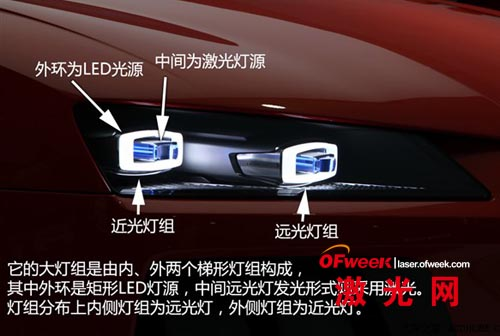 外环为LED光源
中间为激光灯源
近光灯组
远光灯组
它的大灯组是由内、外两个梯形灯组构成，
其中外环是矩形LED灯源，中间远光灯发光形式
采用
光。
灯组分布上内侧灯组为远光灯，外侧灯组为近光灯。
OFweek
laser.ofweek.com
激光网